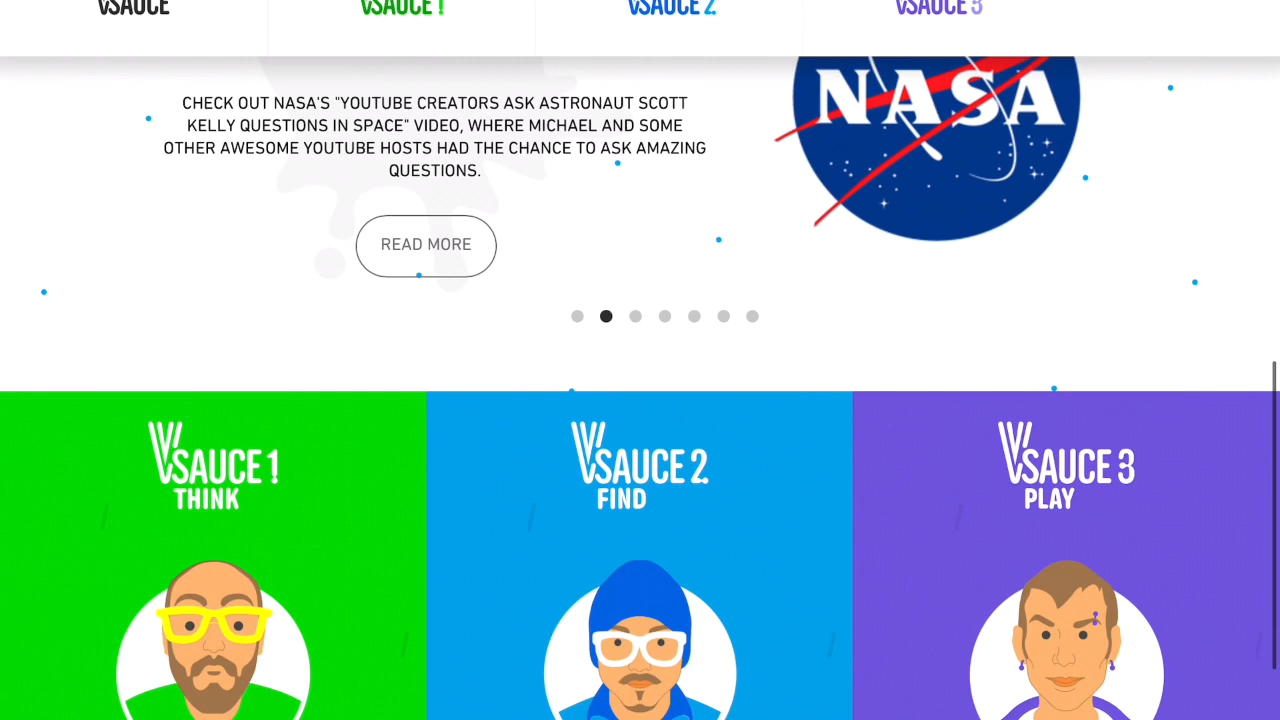 VSAUCE
VSAUCE 1
VSAUCE 2
VSAUCE 3
CHECK OUT NASA'S "YOUTUBE CREATORS ASK ASTRONAUT SCOTT
KELLY QUESTIONS IN SPACE" VIDEO, WHERE MICHAEL AND SOME
OTHER AWESOME YOUTUBE HOSTS HAD THE CHANCE TO ASK AMAZING
QUESTIONS.
READ MORE
NASA
VSAUCE 1
THINK
VSAUCE 2
FIND
VSAUCE 3
PLAY